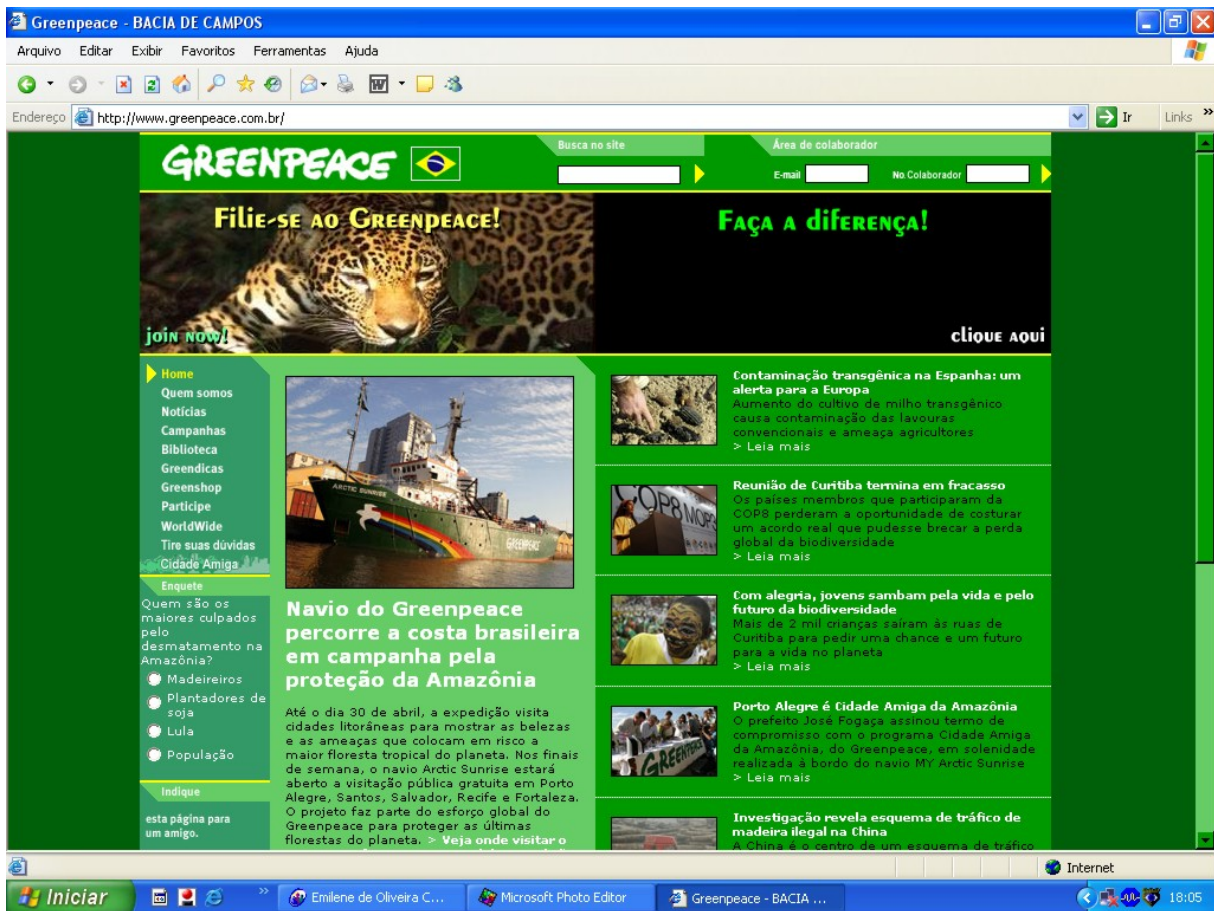 Greenpeace - BACIA DE CAMPOS
Arquivo Editar Exibir Favoritos Ferramentas Ajuda
Endereço http://www.greenpeace.com.br/ Ir Links »
GREENPEACE
Busca no site
Área de colaborador
E-mail No.Colaborador
Filie-se ao Greenpeace!
Faça a diferença!
join now!
clique aqui
Home
Quem somos
Notícias
Campanhas
Biblioteca
Greendicas
Greenshop
Participe
WorldWide
Tire suas dúvidas
Cidade Amiga
Enquete
Quem são os
maiores culpados
pelo
desmatamento na
Amazônia?
Madeireiros
Plantadores de
soja
Lula
População
Indique
esta página para
um amigo.
ARCTIC SUNRISE
GREENPEACE
Navio do Greenpeace
percorre a costa brasileira
em campanha pela
proteção da Amazônia
Até o dia 30 de abril, a expedição visita
cidades litorâneas para mostrar as belezas
e as ameaças que colocam em risco a
maior floresta tropical do planeta. Nos finais
de semana, o navio Arctic Sunrise estará
aberto a visitação pública gratuita em Porto
Alegre, Santos, Salvador, Recife e Fortaleza.
O projeto faz parte do esforço global do
Greenpeace para proteger as últimas
florestas do planeta. > Veja onde visitar o
Contaminação transgênica na Espanha: um
alerta para a Europa
Aumento do cultivo de milho transgênico
causa contaminação das lavouras
convencionais e ameaça agricultores
> Leia mais
COP8 MOP3
Reunião de Curitiba termina em fracasso
Os países membros que participaram da
COP8 perderam a oportunidade de costurar
um acordo real que pudesse brecar a perda
global da biodiversidade
> Leia mais
Com alegria, jovens sambam pela vida e pelo
futuro da biodiversidade
Mais de 2 mil crianças saíram às ruas de
Curitiba para pedir uma chance e um futuro
para a vida no planeta
> Leia mais
GREENPEACE
Porto Alegre é Cidade Amiga da Amazônia
O prefeito José Fogaça assinou termo de
compromisso com o programa Cidade Amiga
da Amazônia, do Greenpeace, em solenidade
realizada à bordo do navio MY Arctic Sunrise
> Leia mais
Investigação revela esquema de tráfico de
madeira ilegal na China
A China é o centro de um esquema de tráfico
Internet
Iniciar » Emilene de Oliveira C... Microsoft Photo Editor Greenpeace - BACIA ... 18:05